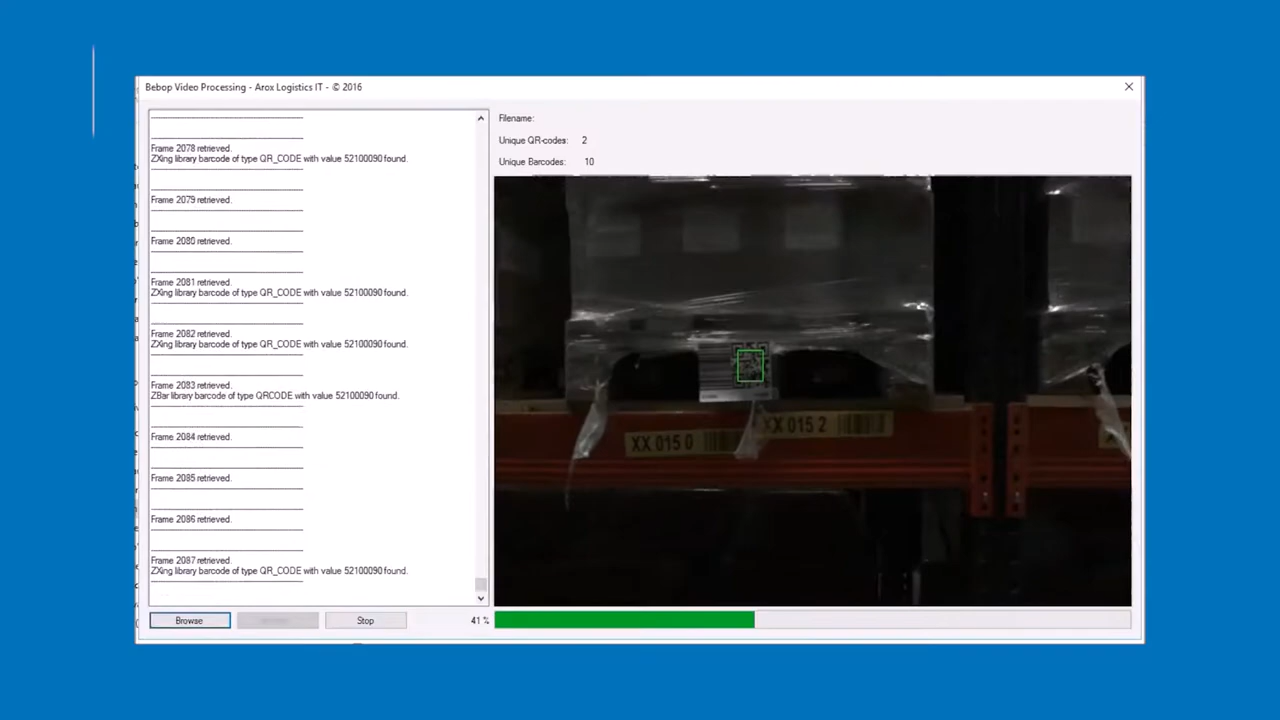 Bebop Video Processing - Arox Logistics IT - © 2016
Frame 2078 retrieved.
ZXing library barcode of type QR_CODE with value 52100090 found.
Frame 2079 retrieved.
Frame 2080 retrieved.
Frame 2081 retrieved.
ZXing library barcode of type QR_CODE with value 52100090 found.
Frame 2082 retrieved.
ZXing library barcode of type QR_CODE with value 52100090 found.
Frame 2083 retrieved.
ZBar library barcode of type QRCODE with value 52100090 found.
Frame 2084 retrieved.
Frame 2085 retrieved.
Frame 2086 retrieved.
Frame 2087 retrieved.
ZXing library barcode of type QR_CODE with value 52100090 found.
Browse
Stop
41 %
Filename:
Unique QR-codes: 2
Unique Barcodes: 10
XX 015 0
XX 015 2